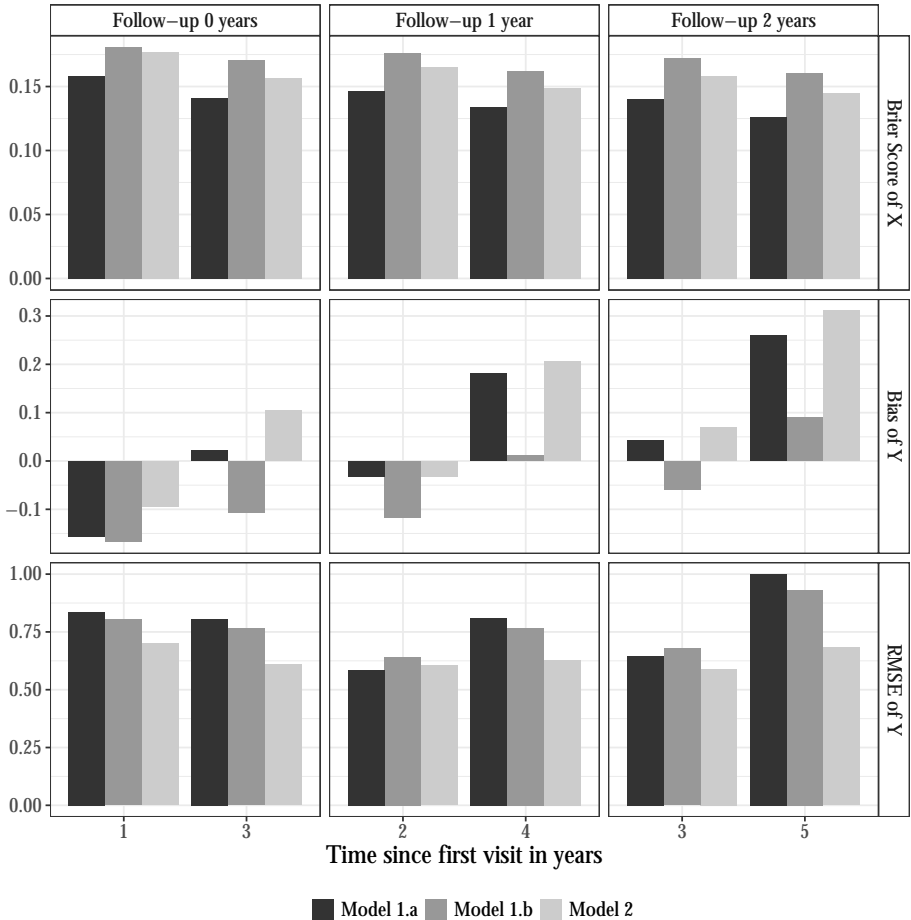 Follow−up 0 years
Follow−up 1 year
Follow−up 2 years
0.15
0.10
0.05
0.00
Brier Score of X
0.3
0.2
0.1
0.0
−0.1
Bias of Y
1.00
0.75
0.50
0.25
0.00
RMSE of Y
1 3 2 4 3 5
Time since first visit in years
Model 1.a Model 1.b Model 2